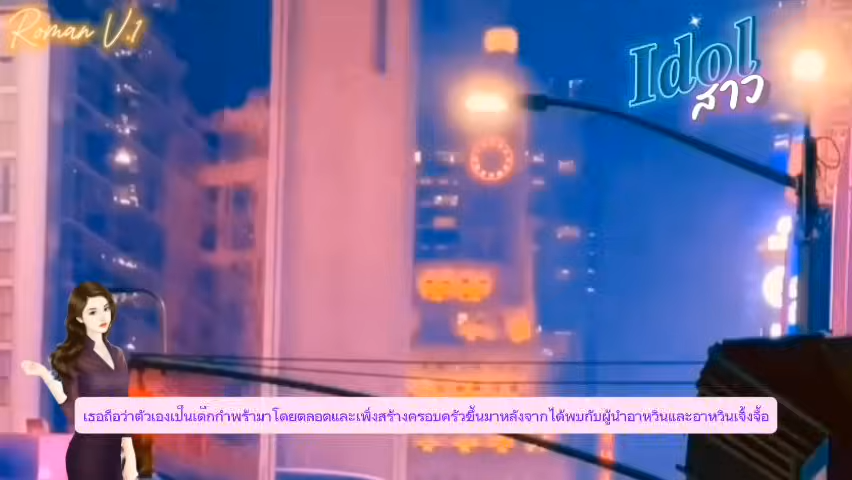 Roman V.1
Idol
สาว
เธอถือว่าตัวเองเป็นเด็กกำพร้ามาโดยตลอดและเพิ่งสร้างครอบครัวขึ้นมาหลังจากได้พบกับผู้นำอาหวินและอาหวินเจิ้งจื้อ